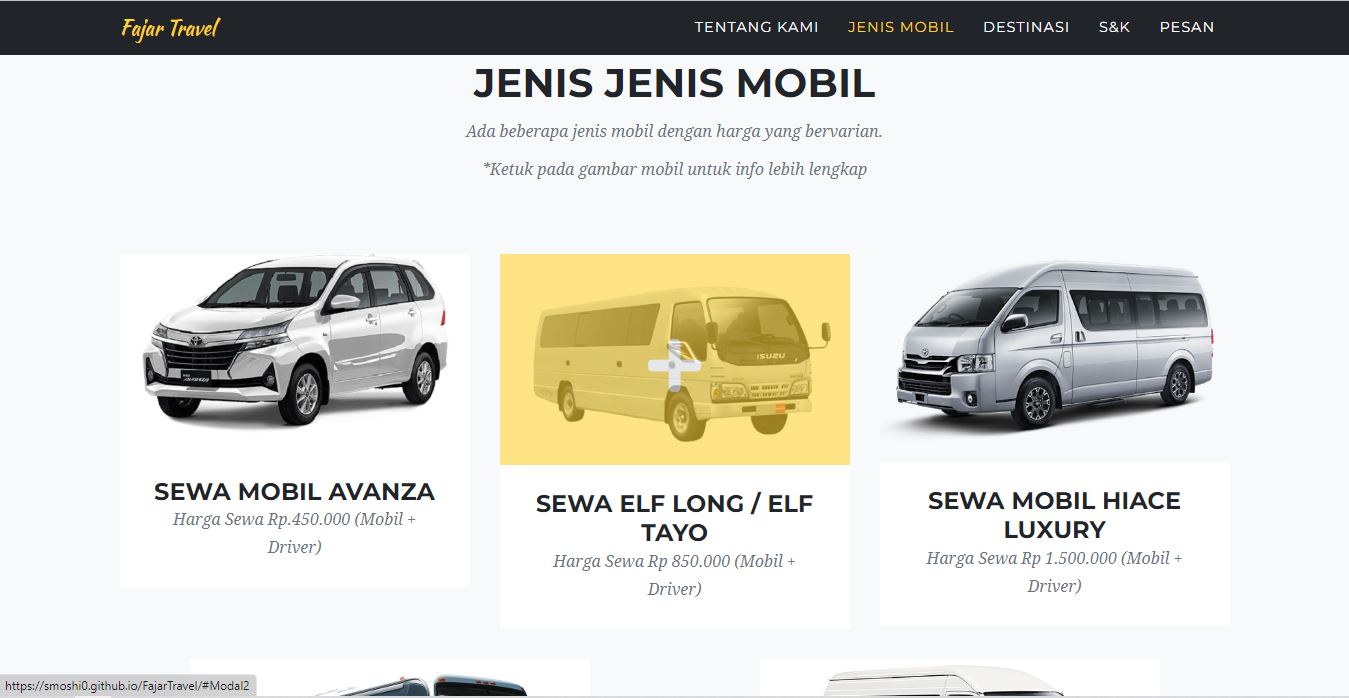 Fajar Travel
TENTANG KAMI JENIS MOBIL DESTINASI S&K PESAN
JENIS JENIS MOBIL
Ada beberapa jenis mobil dengan harga yang bervarian.
*Ketuk pada gambar mobil untuk info lebih lengkap
ISUZU
SEWA MOBIL AVANZA
Harga Sewa Rp.450.000 (Mobil +
Driver)
SEWA ELF LONG / ELF
TAYO
Harga Sewa Rp 850.000 (Mobil +
Driver)
SEWA MOBIL HIACE
LUXURY
Harga Sewa Rp 1.500.000 (Mobil +
Driver)
https://smoshi0.github.io/FajarTravel/#Modal2